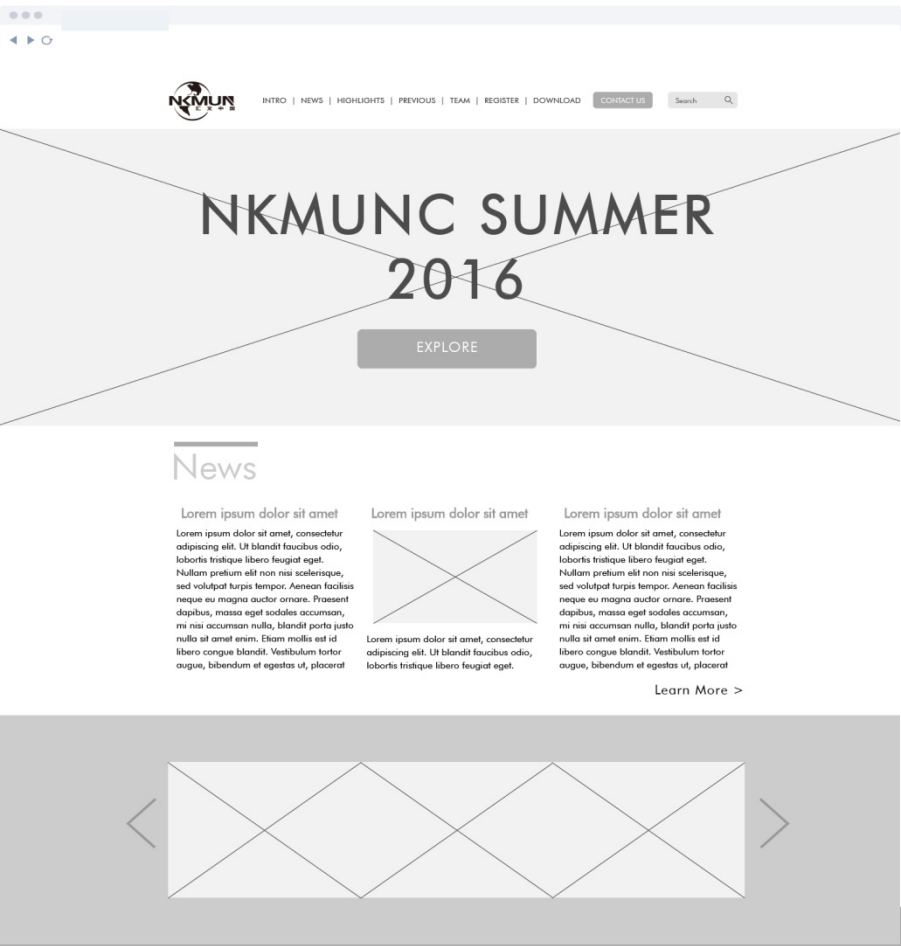 NKMUN
汇文中国
INTRO | NEWS | HIGHLIGHTS | PREVIOUS | TEAM | REGISTER | DOWNLOAD CONTACT US Search
NKMUNC SUMMER
2016
EXPLORE
News
Lorem ipsum dolor sit amet
Lorem ipsum dolor sit amet, consectetur
adipiscing elit. Ut blandit faucibus odio,
lobortis tristique libero feugiat eget.
Nullam pretium elit non nisi scelerisque,
sed volutpat turpis tempor. Aenean facilisis
neque eu magna auctor ornare. Praesent
dapibus, massa eget sodales accumsan,
mi nisi accumsan nulla, blandit porta justo
nulla sit amet enim. Etiam mollis est id
libero congue blandit. Vestibulum tortor
augue, bibendum et egestas ut, placerat
Lorem ipsum dolor sit amet
Lorem ipsum dolor sit amet, consectetur
adipiscing elit. Ut blandit faucibus odio,
lobortis tristique libero feugiat eget.
Lorem ipsum dolor sit amet
Lorem ipsum dolor sit amet, consectetur
adipiscing elit. Ut blandit faucibus odio,
lobortis tristique libero feugiat eget.
Nullam pretium elit non nisi scelerisque,
sed volutpat turpis tempor. Aenean facilisis
neque eu magna auctor ornare. Praesent
dapibus, massa eget sodales accumsan,
mi nisi accumsan nulla, blandit porta justo
nulla sit amet enim. Etiam mollis est id
libero congue blandit. Vestibulum tortor
augue, bibendum et egestas ut, placerat
Learn More >